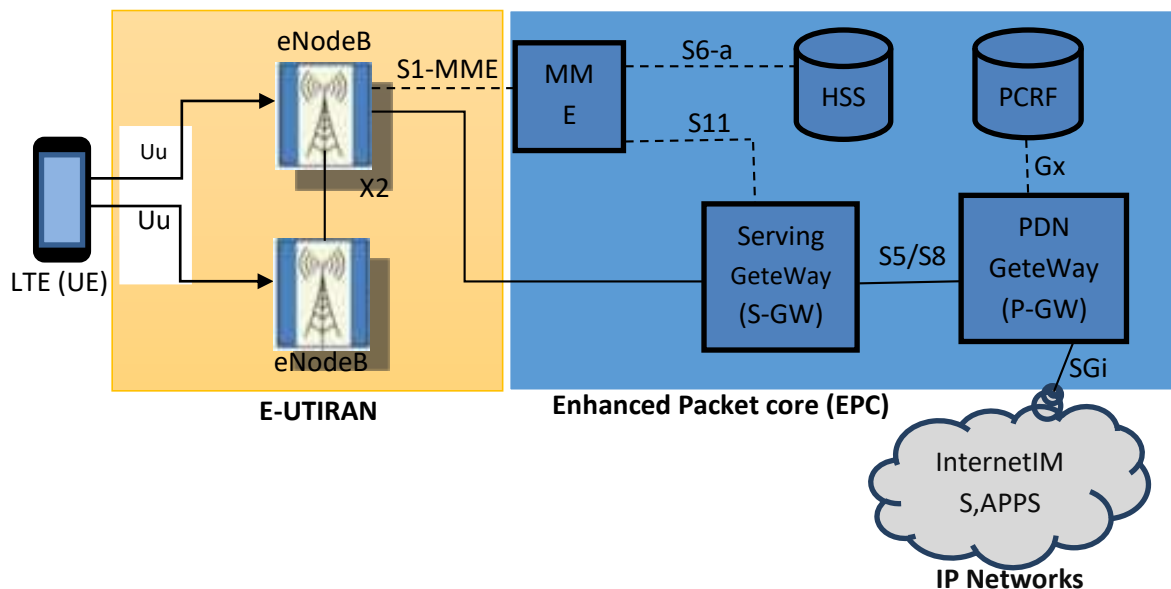 eNodeB
S1-MME
MM
E
S6-a
HSS
PCRF
S11
Gx
Uu
X2
Uu
LTE (UE)
Serving
GeteWay
(S-GW)
S5/S8
PDN
GeteWay
(P-GW)
eNodeB
SGi
E-UTIRAN
Enhanced Packet core (EPC)
InternetIM
S,APPS
IP Networks